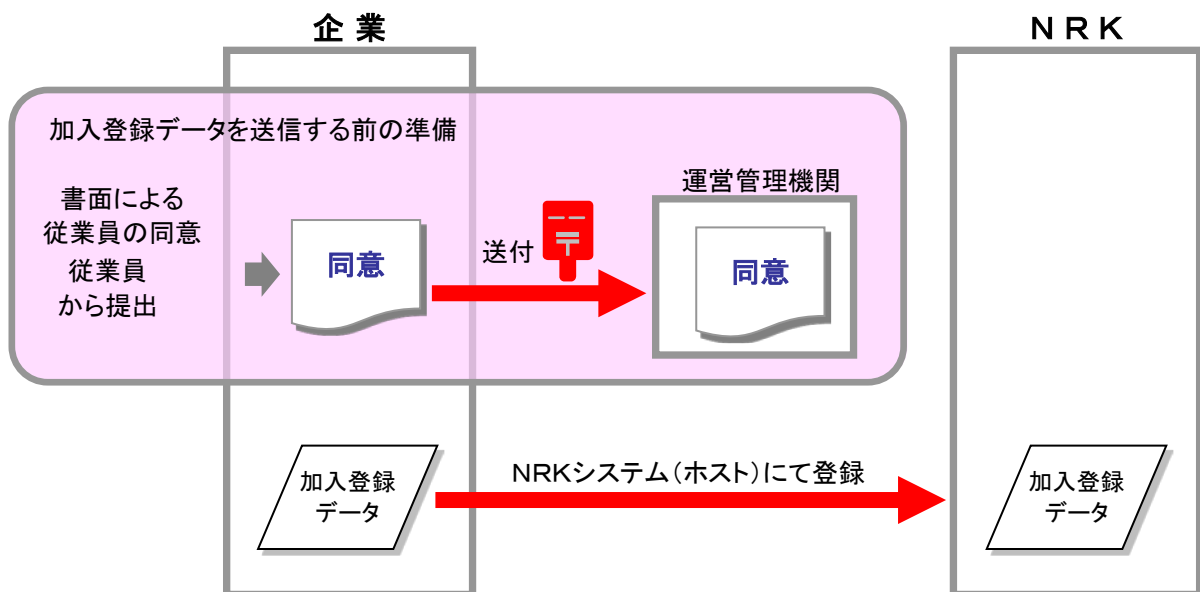 企 業
ＮＲＫ
加入登録データを送信する前の準備
書面による
従業員の同意
従業員
から提出
同意
送付
〒
運営管理機関
同意
加入登録
データ
ＮＲＫシステム（ホスト）にて登録
加入登録
データ